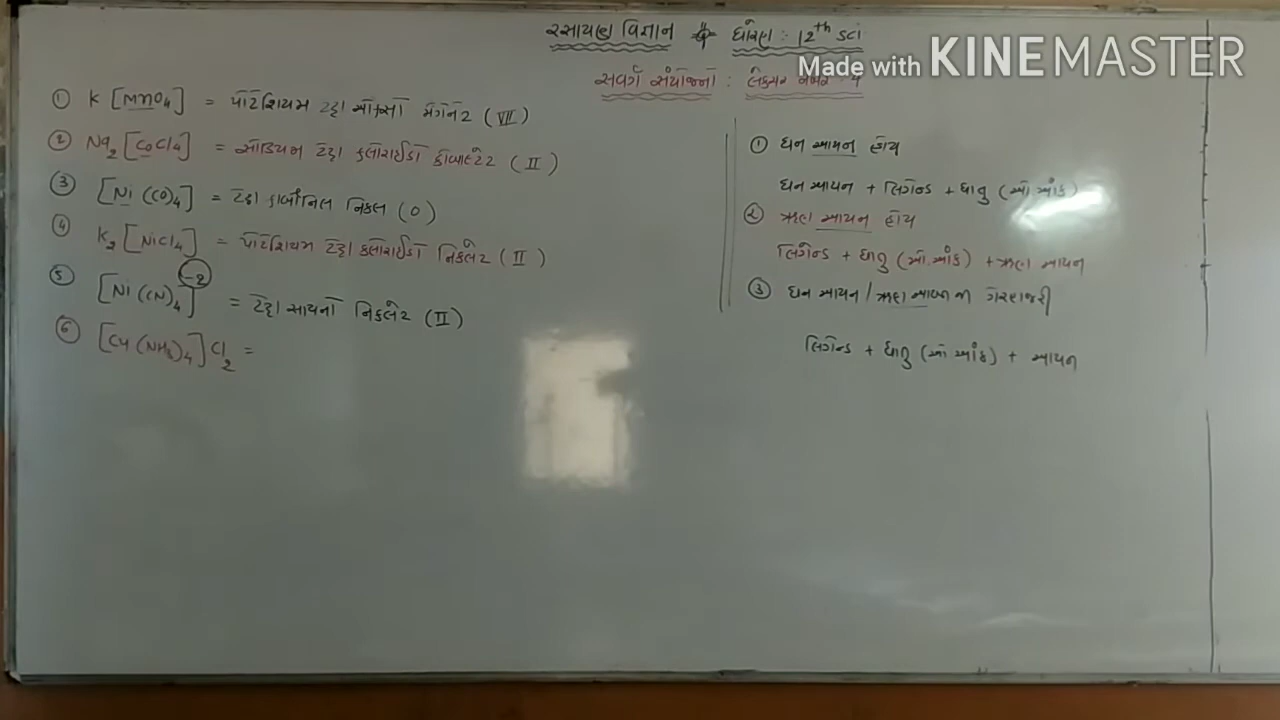 રસાયણ વિજ્ઞાન ધોરણ : 12th sci
Made with KINEMASTER
સવર્ગ સંયોજનો : લેક્ચર નંબર :
① K [MnO4] = પોટેશિયમ ટેટ્રા ઓક્સો મેંગેનેટ (VII)
② Na2 [CoCl4] = સોડિયમ ટેટ્રા ક્લોરાઈડો કોબાલ્ટેટ (II)
③ [Ni (CO)4] = ટેટ્રા કાર્બોનિલ નિકલ (0)
④ K2 [NiCl4] = પોટેશિયમ ટેટ્રા ક્લોરાઈડો નિકલેટ (II)
⑤ [Ni (CN)4]-2 = ટેટ્રા સાયનો નિકલેટ (II)
⑥ [Cu (NH3)4] Cl2 =
① ધન આયન હોય
ધન આયન + લિગેન્ડ + ધાતુ (ઓ.આંક)
② ઋણ આયન હોય
લિગેન્ડ + ધાતુ (ઓ.આંક) + ઋણ આયન
③ ધન આયન / ઋણ આયનની ગેરહાજરી
લિગેન્ડ + ધાતુ (ઓ.આંક) + આયન